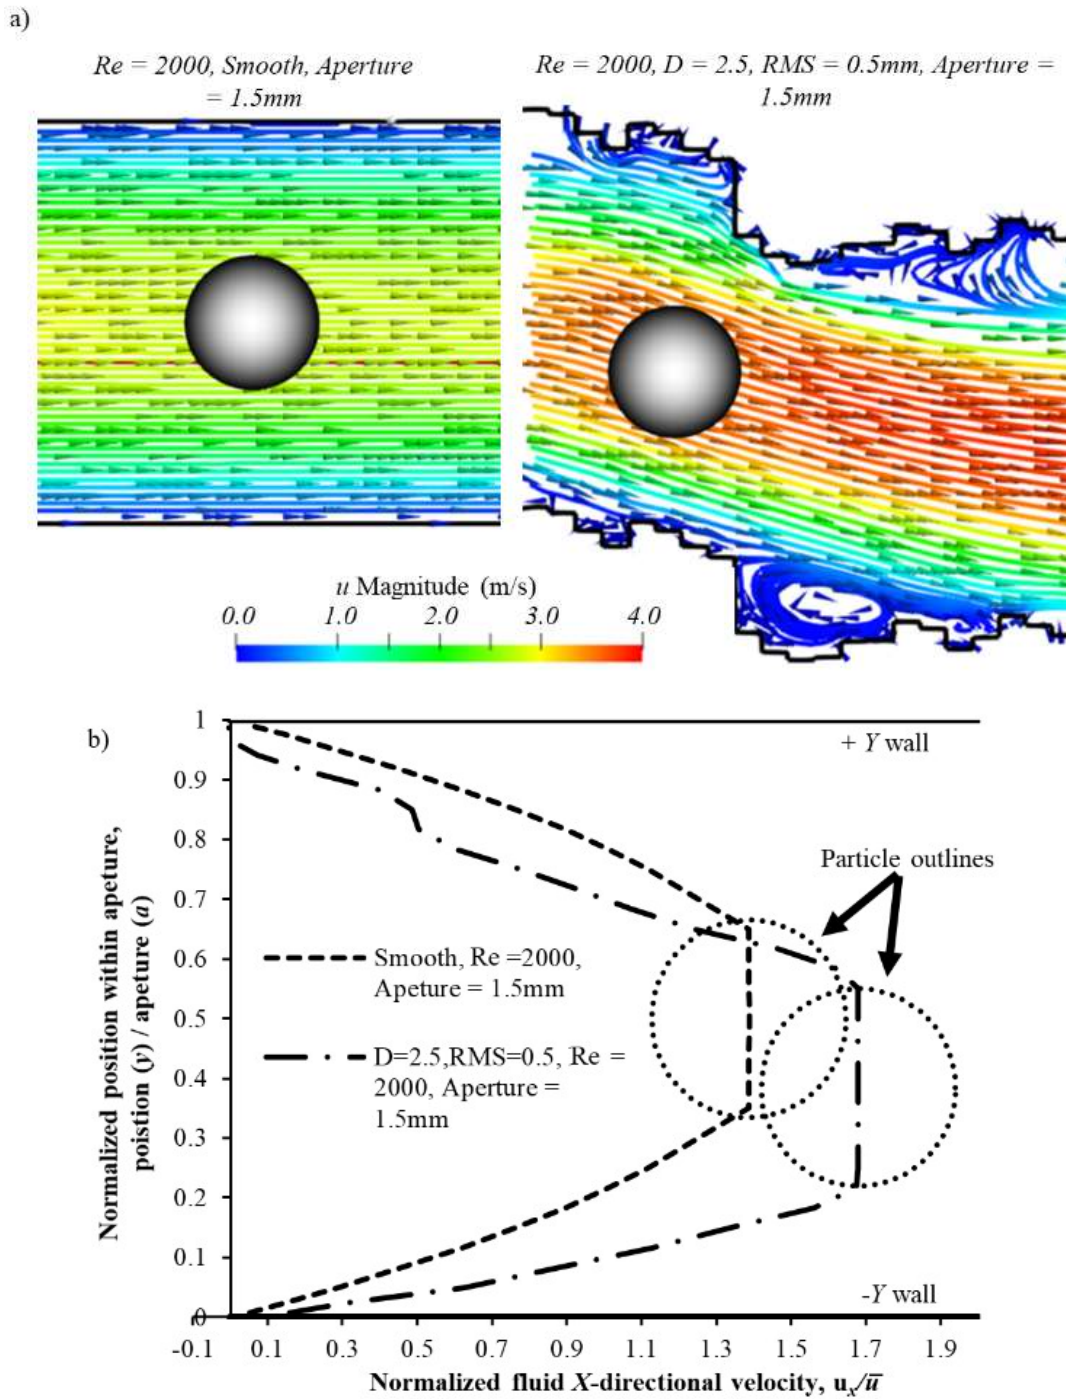 a)
Re = 2000, Smooth, Aperture
= 1.5mm
Re = 2000, D = 2.5, RMS = 0.5mm, Aperture =
1.5mm
u Magnitude (m/s)
0.0 1.0 2.0 3.0 4.0
b)
Normalized position within apeture,
poistion (y) / apeture (a)
1
0.9
0.8
0.7
0.6
0.5
0.4
0.3
0.2
0.1
0
+ Y wall
Particle outlines
Smooth, Re =2000,
Apeture = 1.5mm
D=2.5,RMS=0.5, Re =
2000, Aperture =
1.5mm
-Y wall
-0.1 0.1 0.3 0.5 0.7 0.9 1.1 1.3 1.5 1.7 1.9
Normalized fluid X-directional velocity, uₓ/ū